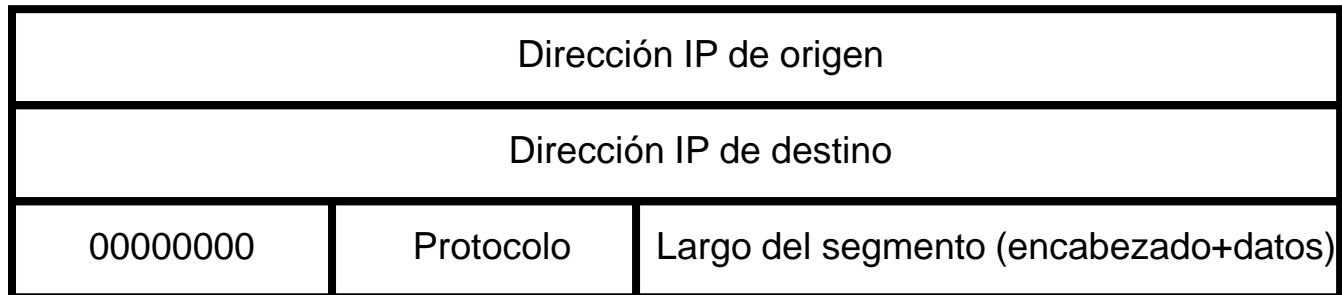 Dirección IP de origen
Dirección IP de destino
00000000 Protocolo Largo del segmento (encabezado+datos)